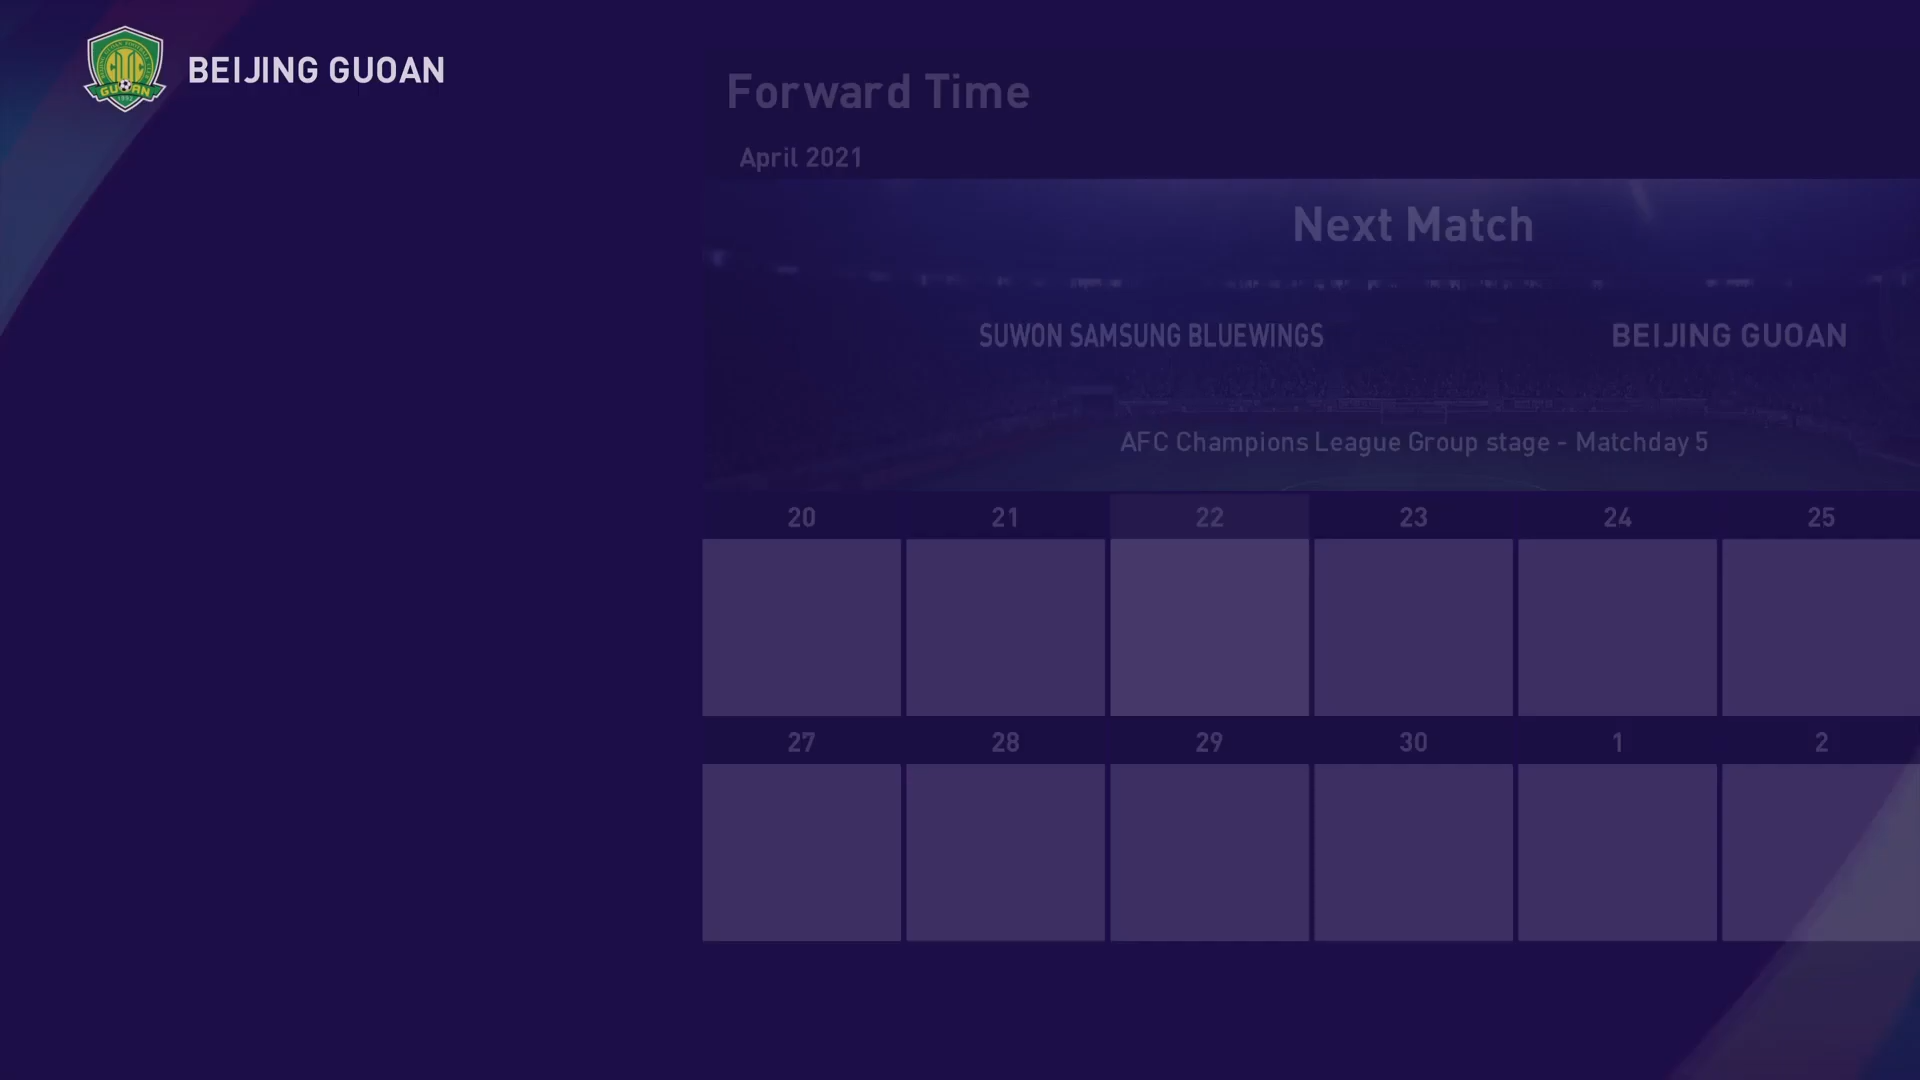 BEIJING GUOAN
GUOAN
Forward Time
April 2021
Next Match
SUWON SAMSUNG BLUEWINGS
BEIJING GUOAN
AFC Champions League Group stage - Matchday 5
20 21 22 23 24 25
27 28 29 30 1 2